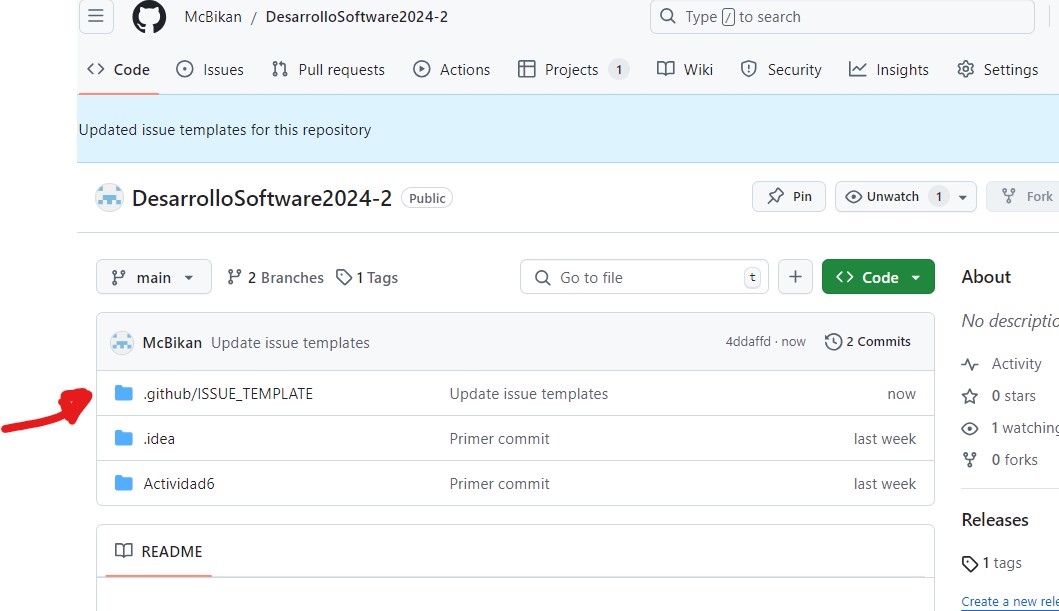 McBikan / DesarrolloSoftware2024-2 Type / to search
Code Issues Pull requests Actions Projects 1 Wiki Security Insights Settings
Updated issue templates for this repository
DesarrolloSoftware2024-2 Public Pin Unwatch 1 Fork
main 2 Branches 1 Tags Go to file t + Code About
No descriptio
McBikan Update issue templates 4ddaffd · now 2 Commits
Activity
.github/ISSUE_TEMPLATE Update issue templates now
0 stars
1 watching
.idea Primer commit last week
0 forks
Actividad6 Primer commit last week
Releases
README
1 tags
Create a new rele